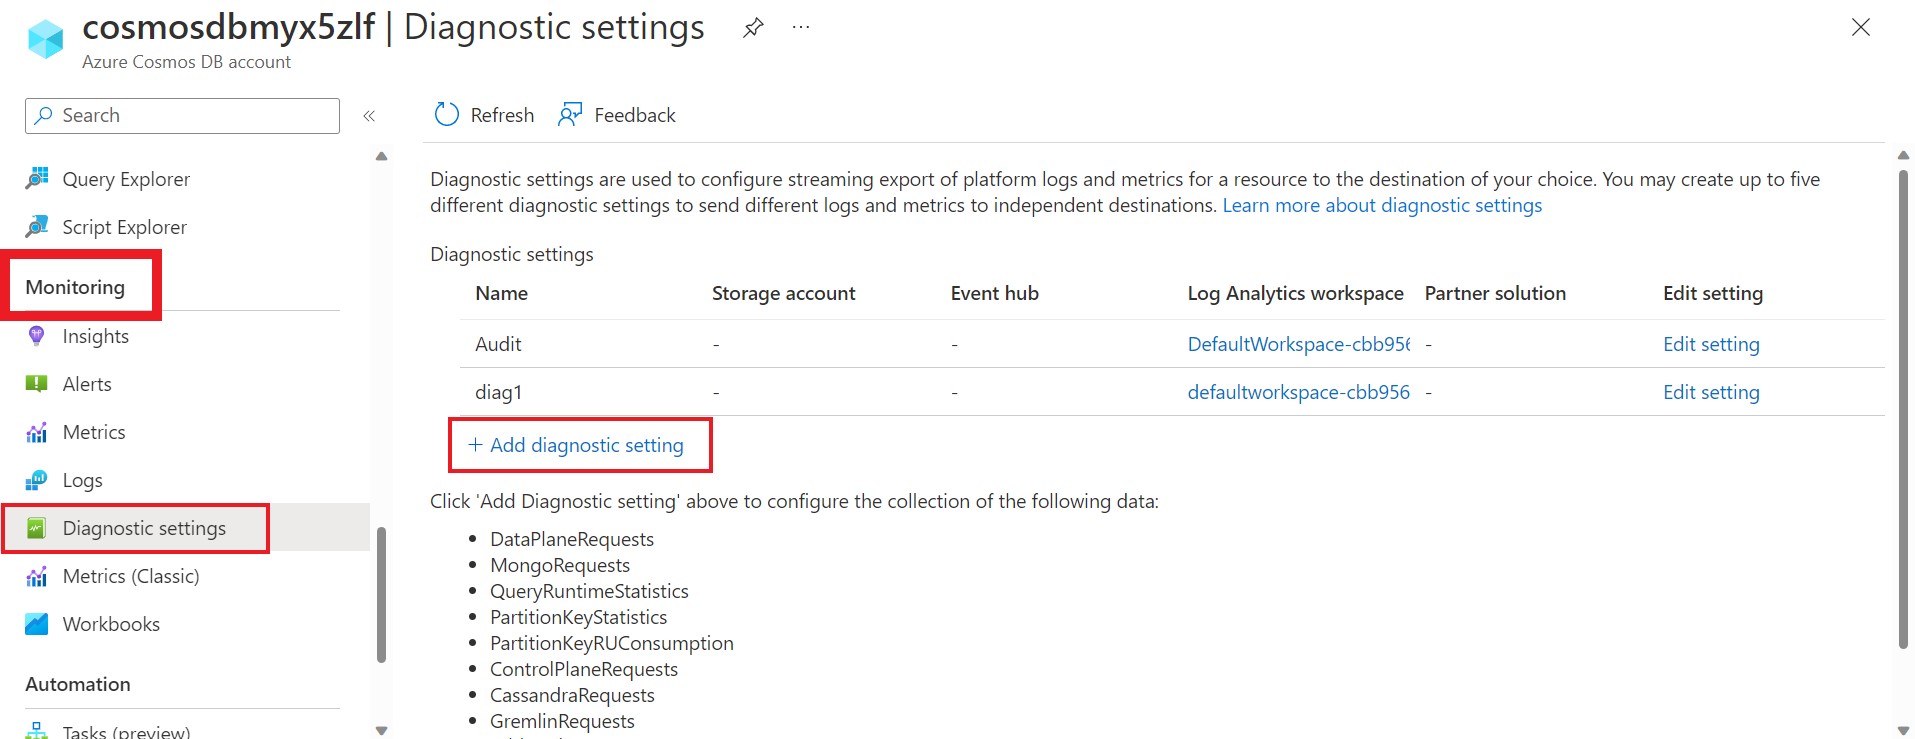 cosmosdbmyx5zlf | Diagnostic settings
Azure Cosmos DB account
Search
Refresh
Feedback
Query Explorer
Script Explorer
Monitoring
Insights
Alerts
Metrics
Logs
Diagnostic settings
Metrics (Classic)
Workbooks
Automation
Tasks (preview)
Diagnostic settings are used to configure streaming export of platform logs and metrics for a resource to the destination of your choice. You may create up to five
different diagnostic settings to send different logs and metrics to independent destinations. Learn more about diagnostic settings
Diagnostic settings
Name Storage account Event hub Log Analytics workspace Partner solution Edit setting
Audit - - DefaultWorkspace-cbb956 - Edit setting
diag1 - - defaultworkspace-cbb956 - Edit setting
+ Add diagnostic setting
Click 'Add Diagnostic setting' above to configure the collection of the following data:
• DataPlaneRequests
• MongoRequests
• QueryRuntimeStatistics
• PartitionKeyStatistics
• PartitionKeyRUConsumption
• ControlPlaneRequests
• CassandraRequests
• GremlinRequests